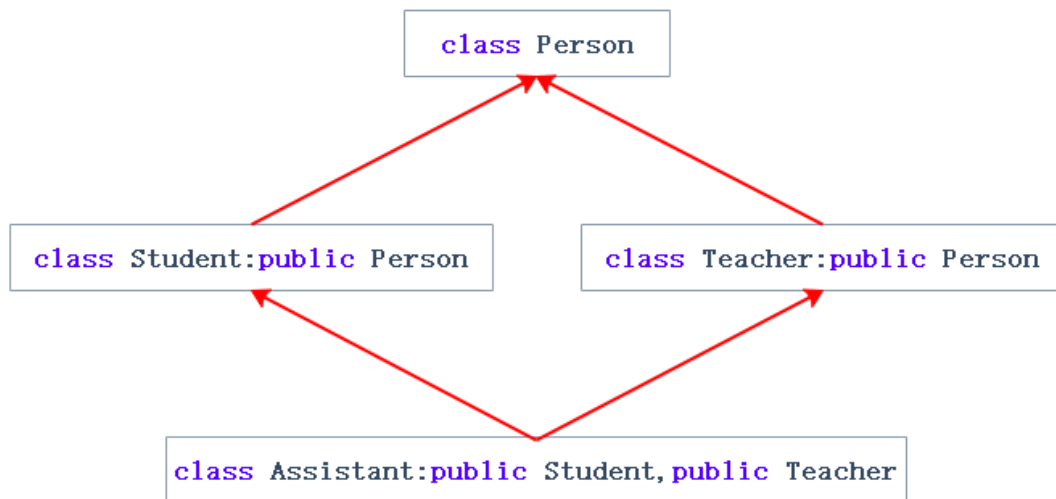 class Person
class Student:public Person
class Teacher:public Person
class Assistant:public Student,public Teacher